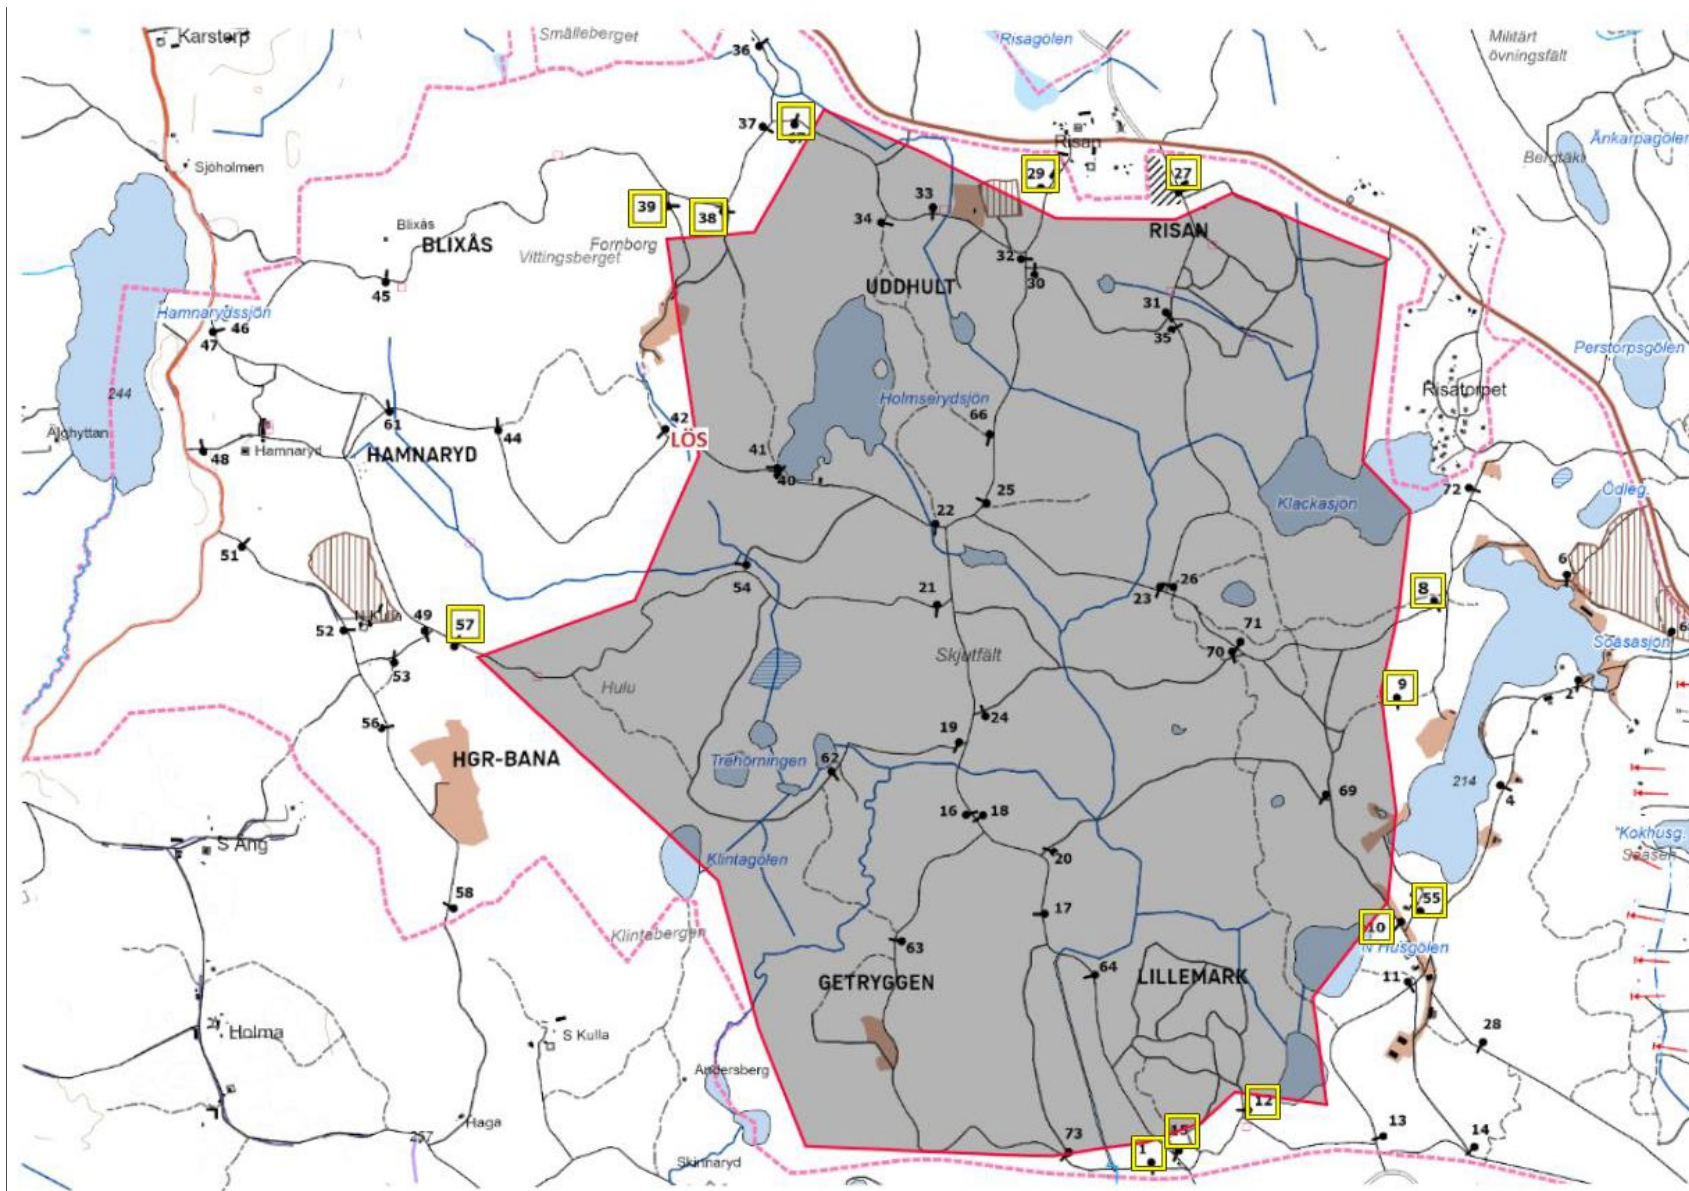 Karstorp
Smålleberget
36
Risagölen
Militärt
övningsfält
37
67
Risan
Änkarpagölen
Bergtäkt
Sjöholmen
29
27
39
38
33
34
Blixås
BLIXÅS
Fornborg
Vittingsberget
RISAN
32
30
UDDHULT
45
Hamnarydssjön
46
47
31
35
Perstorpsgölen
244
Risatorpet
Holmserydsjön
66
61
44
42
LÖS
Älghyttan
48
Hamnaryd
HAMNARYD
41
40
25
72
Ödleg.
Klackasjön
22
51
54
21
23
26
8
6
N Kulla
52
49
57
53
71
70
Skjutfält
Söasasjön
68
Hulu
9
2
56
24
19
HGR-BANA
Trehörningen
62
214
4
69
16
18
"Kokhusg.
S Äng
Klintagölen
20
58
17
55
10
N Husgölen
Klintabergen
63
64
GETRYGGEN
LILLEMARK
11
Holma
S Kulla
28
Andersberg
12
Haga
257
73
1
15
13
14
Skinnaryd